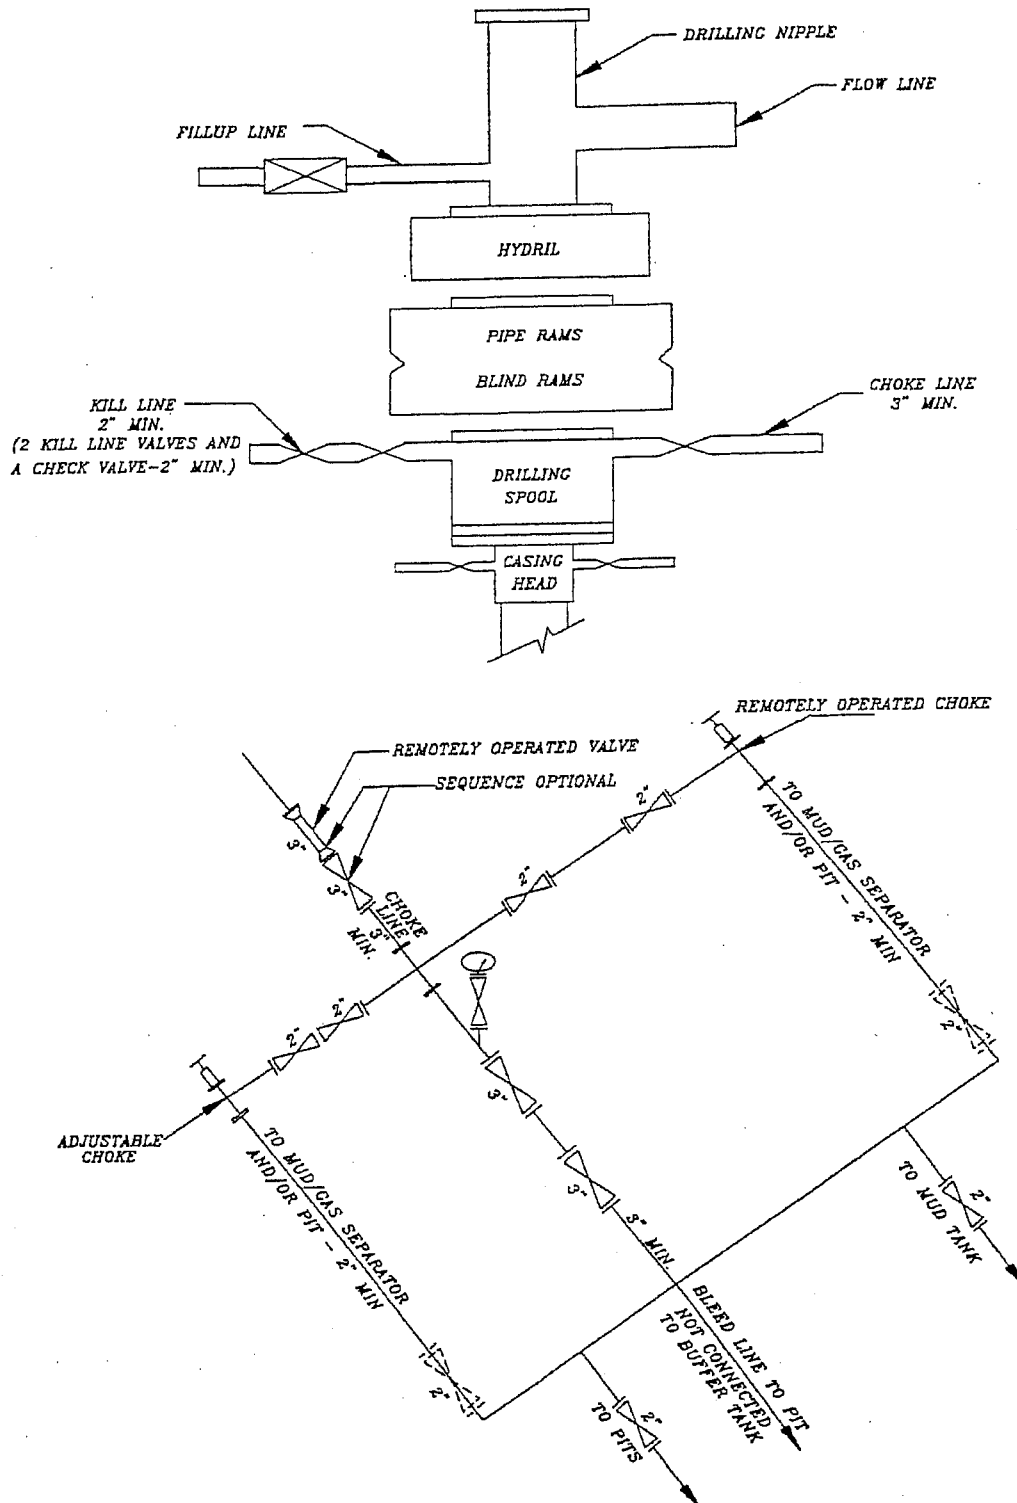 DRILLING NIPPLE
FLOW LINE
FILLUP LINE
HYDRIL
PIPE RAMS
BLIND RAMS
KILL LINE
2" MIN.
(2 KILL LINE VALVES AND
A CHECK VALVE-2" MIN.)
CHOKE LINE
3" MIN.
DRILLING
SPOOL
CASING
HEAD
REMOTELY OPERATED CHOKE
REMOTELY OPERATED VALVE
SEQUENCE OPTIONAL
3"
3"
CHOKE
LINE
3"
MIN.
2"
2"
TO MUD/GAS SEPARATOR
AND/OR PIT - 2" MIN
2"
2"
2"
3"
ADJUSTABLE
CHOKE
TO MUD/GAS SEPARATOR
AND/OR PIT - 2" MIN
2"
3"
3" MIN.
2"
TO MUD TANK
BLEED LINE TO PIT
NOT CONNECTED
TO BUFFER TANK
2"
TO PITS